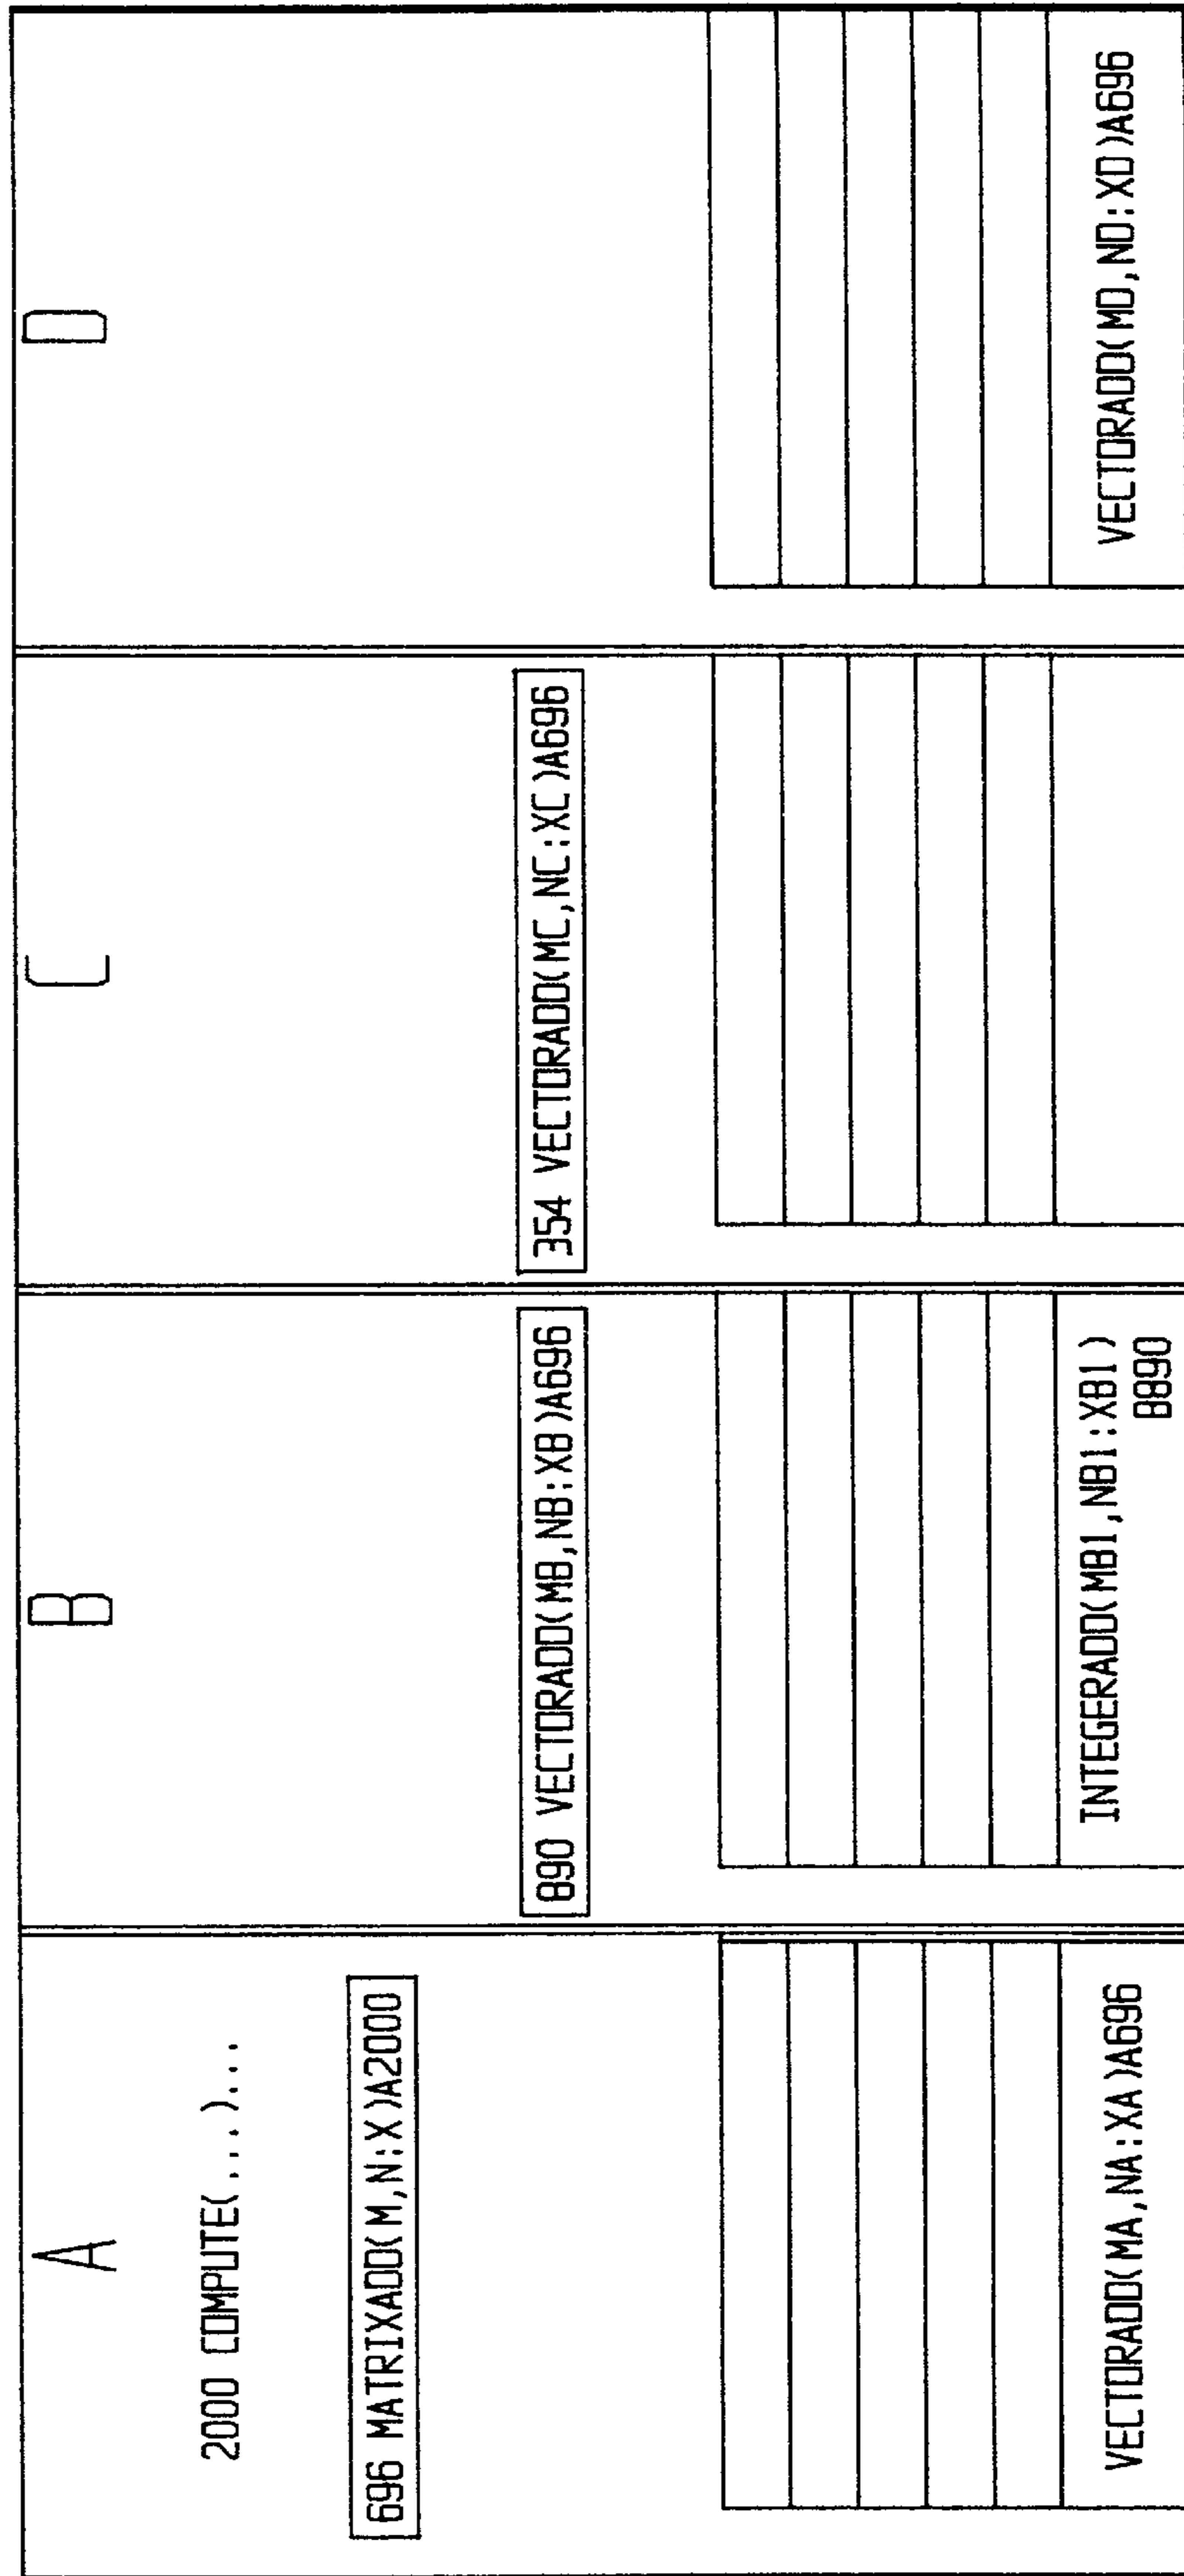 A
2000 COMPUTE(...)...
696 MATRIXADD(M,N:X)A2000
VECTORADD(MA,NA:XA)A696
B
890 VECTORADD(MB,NB:XB)A696
INTEGERADD(MB1,NB1:XB1)
B890
C
354 VECTORADD(MC,NC:XC)A696
D
VECTORADD(MD,ND:XD)A696